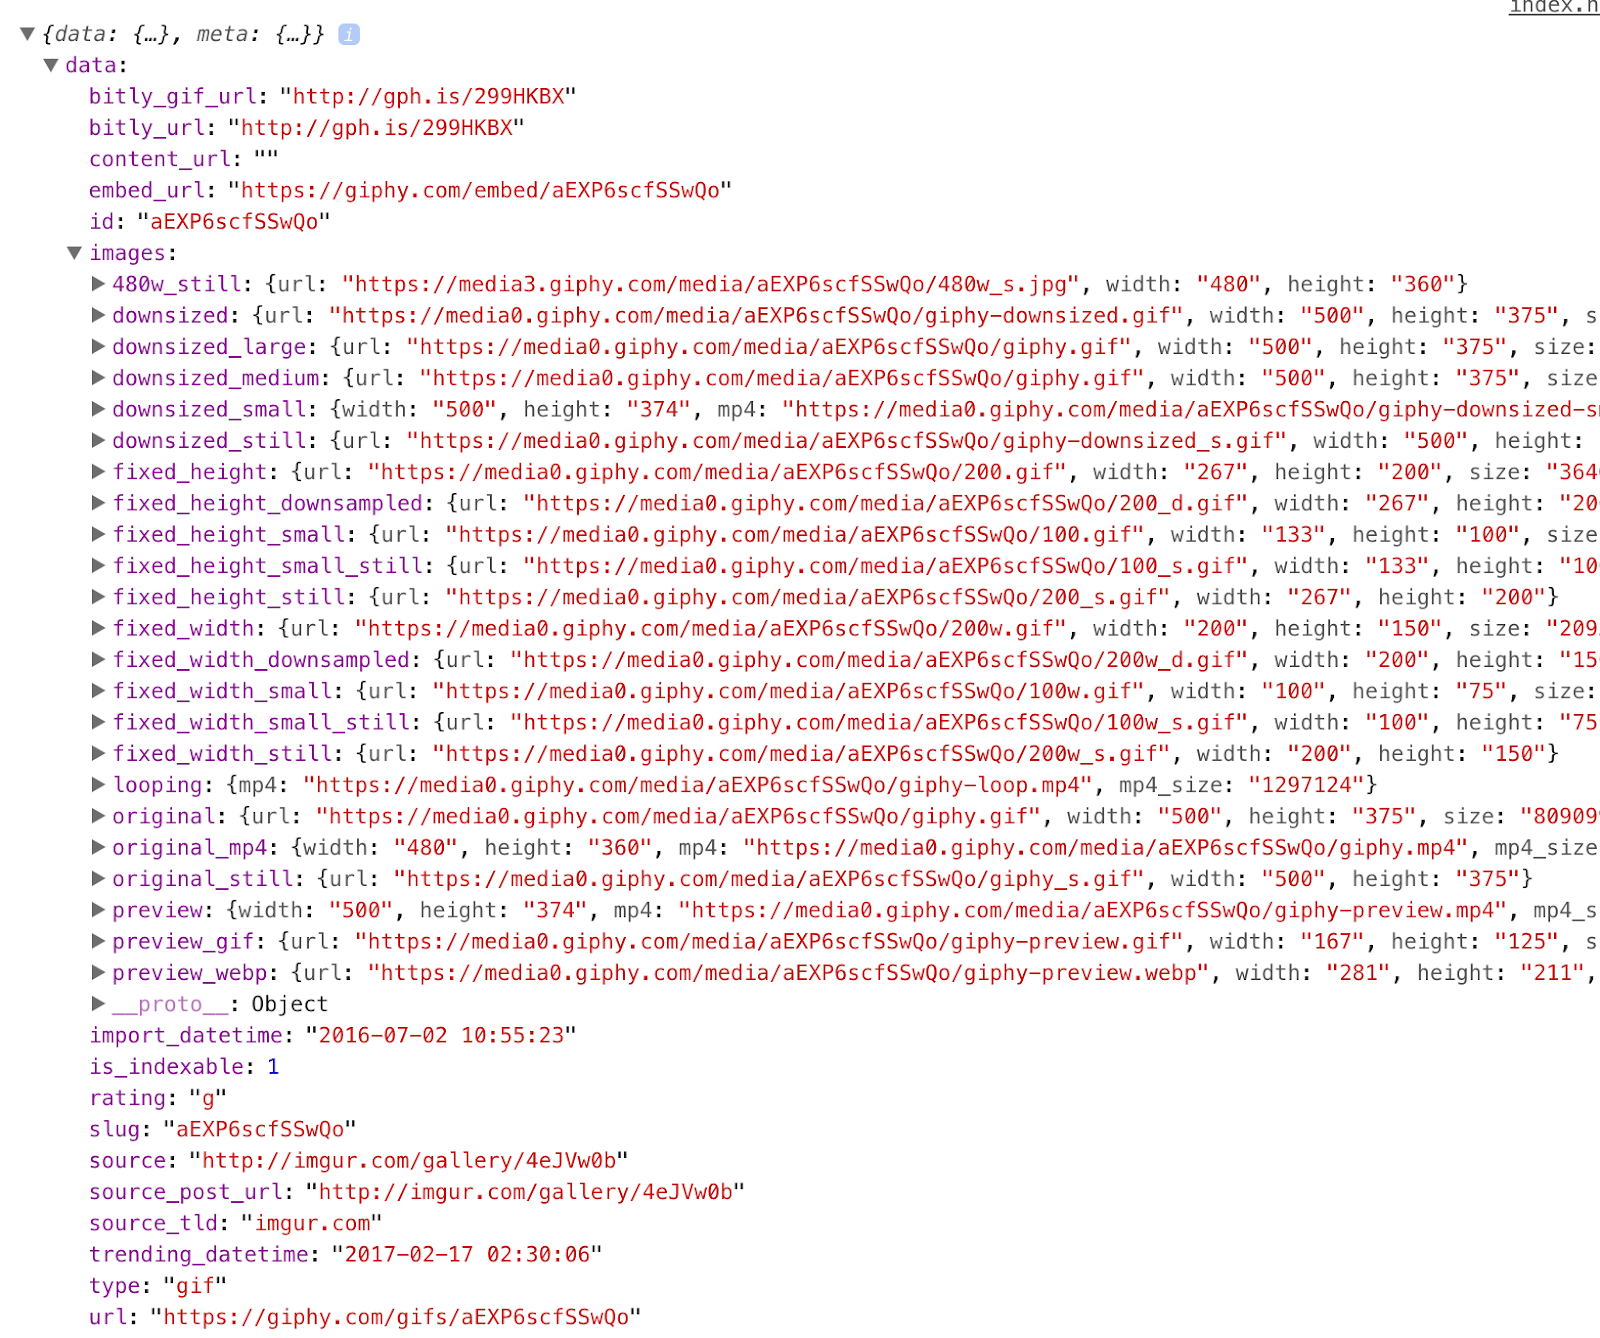 index.h
▼{data: {…}, meta: {…}} i
▼data:
bitly_gif_url: "http://gph.is/299HKBX"
bitly_url: "http://gph.is/299HKBX"
content_url: ""
embed_url: "https://giphy.com/embed/aEXP6scfSSwQo"
id: "aEXP6scfSSwQo"
▼images:
▶480w_still: {url: "https://media3.giphy.com/media/aEXP6scfSSwQo/480w_s.jpg", width: "480", height: "360"}
▶downsized: {url: "https://media0.giphy.com/media/aEXP6scfSSwQo/giphy-downsized.gif", width: "500", height: "375", s
▶downsized_large: {url: "https://media0.giphy.com/media/aEXP6scfSSwQo/giphy.gif", width: "500", height: "375", size:
▶downsized_medium: {url: "https://media0.giphy.com/media/aEXP6scfSSwQo/giphy.gif", width: "500", height: "375", size
▶downsized_small: {width: "500", height: "374", mp4: "https://media0.giphy.com/media/aEXP6scfSSwQo/giphy-downsized-s
▶downsized_still: {url: "https://media0.giphy.com/media/aEXP6scfSSwQo/giphy-downsized_s.gif", width: "500", height:
▶fixed_height: {url: "https://media0.giphy.com/media/aEXP6scfSSwQo/200.gif", width: "267", height: "200", size: "364
▶fixed_height_downsampled: {url: "https://media0.giphy.com/media/aEXP6scfSSwQo/200_d.gif", width: "267", height: "20
▶fixed_height_small: {url: "https://media0.giphy.com/media/aEXP6scfSSwQo/100.gif", width: "133", height: "100", size
▶fixed_height_small_still: {url: "https://media0.giphy.com/media/aEXP6scfSSwQo/100_s.gif", width: "133", height: "10
▶fixed_height_still: {url: "https://media0.giphy.com/media/aEXP6scfSSwQo/200_s.gif", width: "267", height: "200"}
▶fixed_width: {url: "https://media0.giphy.com/media/aEXP6scfSSwQo/200w.gif", width: "200", height: "150", size: "209
▶fixed_width_downsampled: {url: "https://media0.giphy.com/media/aEXP6scfSSwQo/200w_d.gif", width: "200", height: "15
▶fixed_width_small: {url: "https://media0.giphy.com/media/aEXP6scfSSwQo/100w.gif", width: "100", height: "75", size:
▶fixed_width_small_still: {url: "https://media0.giphy.com/media/aEXP6scfSSwQo/100w_s.gif", width: "100", height: "75
▶fixed_width_still: {url: "https://media0.giphy.com/media/aEXP6scfSSwQo/200w_s.gif", width: "200", height: "150"}
▶looping: {mp4: "https://media0.giphy.com/media/aEXP6scfSSwQo/giphy-loop.mp4", mp4_size: "1297124"}
▶original: {url: "https://media0.giphy.com/media/aEXP6scfSSwQo/giphy.gif", width: "500", height: "375", size: "80909
▶original_mp4: {width: "480", height: "360", mp4: "https://media0.giphy.com/media/aEXP6scfSSwQo/giphy.mp4", mp4_size
▶original_still: {url: "https://media0.giphy.com/media/aEXP6scfSSwQo/giphy_s.gif", width: "500", height: "375"}
▶preview: {width: "500", height: "374", mp4: "https://media0.giphy.com/media/aEXP6scfSSwQo/giphy-preview.mp4", mp4_s
▶preview_gif: {url: "https://media0.giphy.com/media/aEXP6scfSSwQo/giphy-preview.gif", width: "167", height: "125", s
▶preview_webp: {url: "https://media0.giphy.com/media/aEXP6scfSSwQo/giphy-preview.webp", width: "281", height: "211",
▶__proto__: Object
import_datetime: "2016-07-02 10:55:23"
is_indexable: 1
rating: "g"
slug: "aEXP6scfSSwQo"
source: "http://imgur.com/gallery/4eJVw0b"
source_post_url: "http://imgur.com/gallery/4eJVw0b"
source_tld: "imgur.com"
trending_datetime: "2017-02-17 02:30:06"
type: "gif"
url: "https://giphy.com/gifs/aEXP6scfSSwQo"